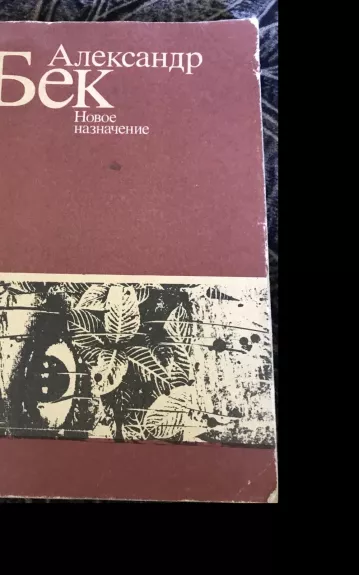 Александр
Бек
Новое
назначение